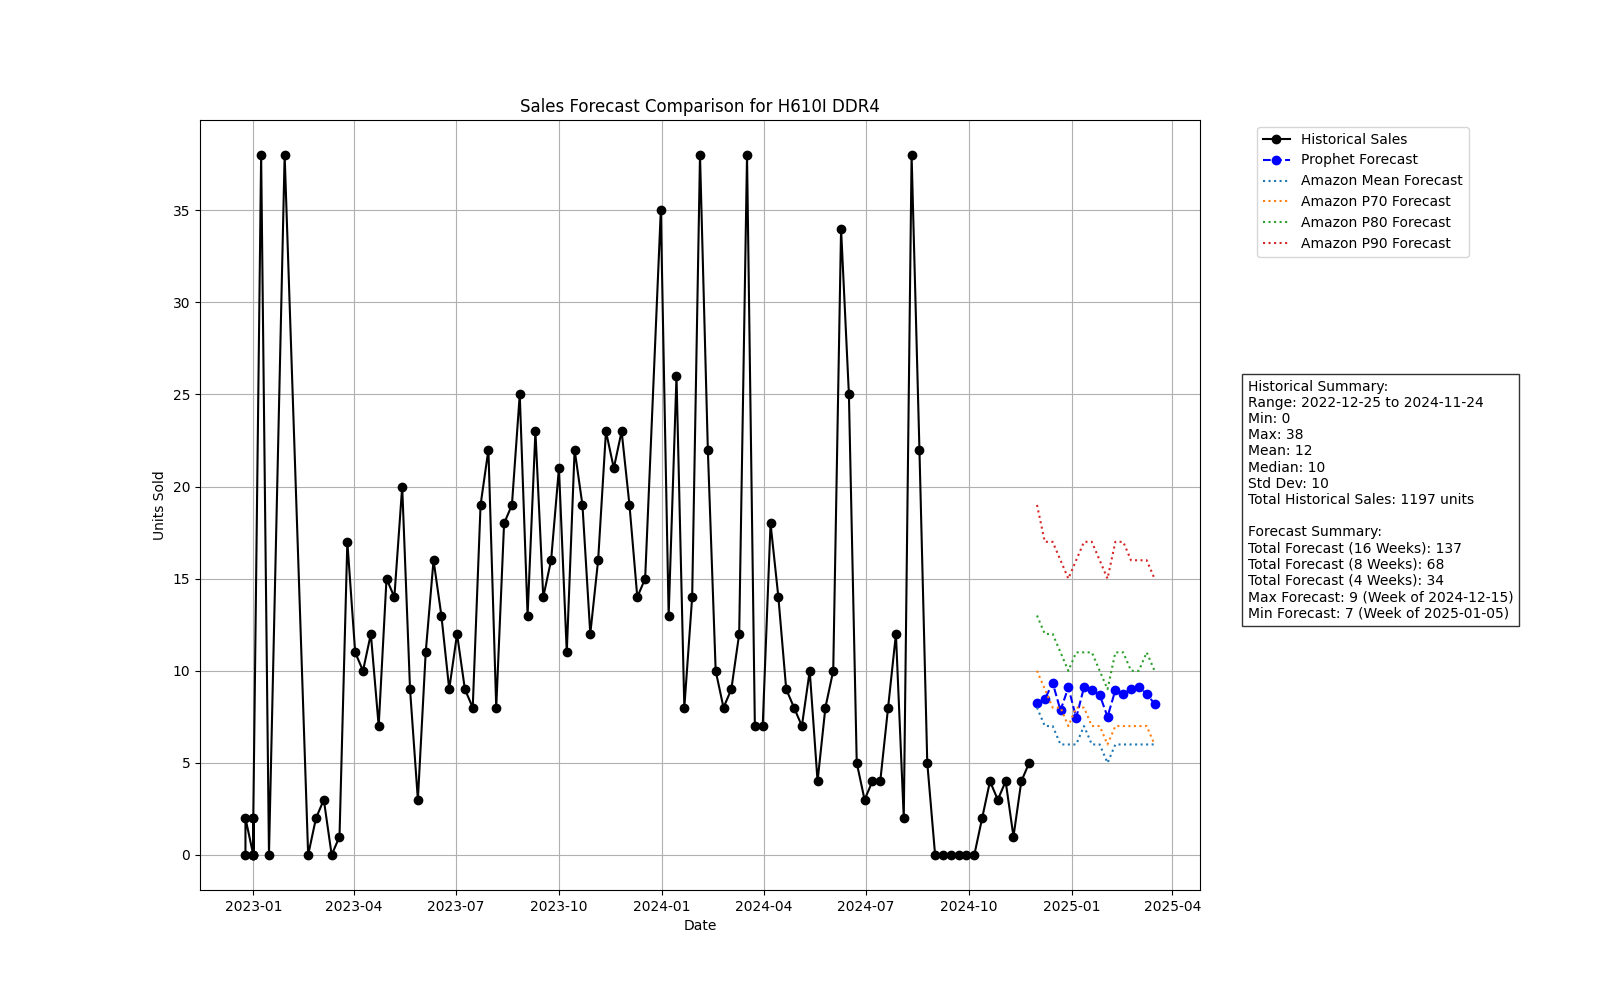 Sales Forecast Comparison for H610I DDR4
Units Sold
35
30
25
20
15
10
5
0
2023-01
2023-04
2023-07
2023-10
2024-01
2024-04
2024-07
2024-10
2025-01
2025-04
Date
Historical Sales
Prophet Forecast
Amazon Mean Forecast
Amazon P70 Forecast
Amazon P80 Forecast
Amazon P90 Forecast
Historical Summary:
Range: 2022-12-25 to 2024-11-24
Min: 0
Max: 38
Mean: 12
Median: 10
Std Dev: 10
Total Historical Sales: 1197 units
Forecast Summary:
Total Forecast (16 Weeks): 137
Total Forecast (8 Weeks): 68
Total Forecast (4 Weeks): 34
Max Forecast: 9 (Week of 2024-12-15)
Min Forecast: 7 (Week of 2025-01-05)